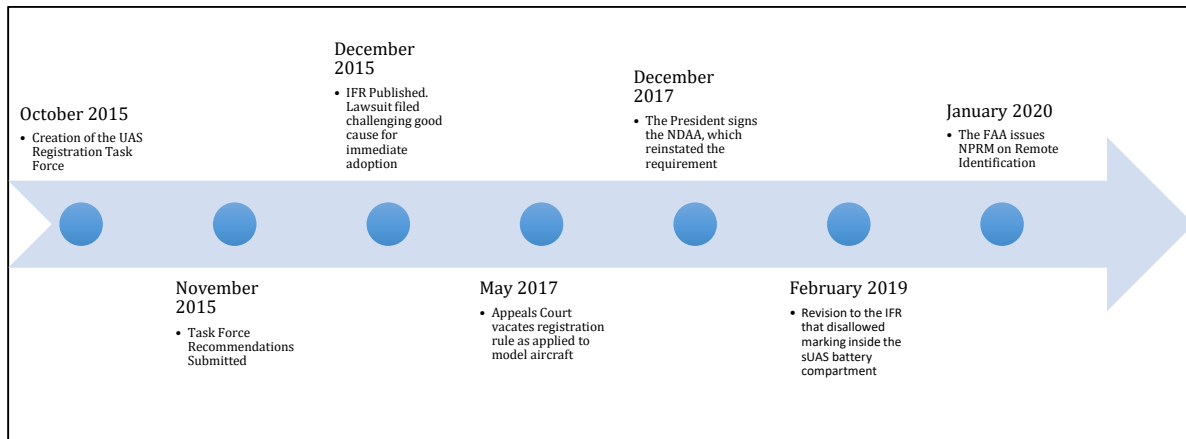 October 2015
• Creation of the UAS
Registration Task
Force
November
2015
• Task Force
Recommendations
Submitted
December
2015
• IFR Published.
Lawsuit filed
challenging good
cause for
immediate
adoption
May 2017
• Appeals Court
vacates registration
rule as applied to
model aircraft
December
2017
• The President signs
the NDAA, which
reinstated the
requirement
February 2019
• Revision to the IFR
that disallowed
marking inside the
sUAS battery
compartment
January 2020
• The FAA issues
NPRM on Remote
Identification